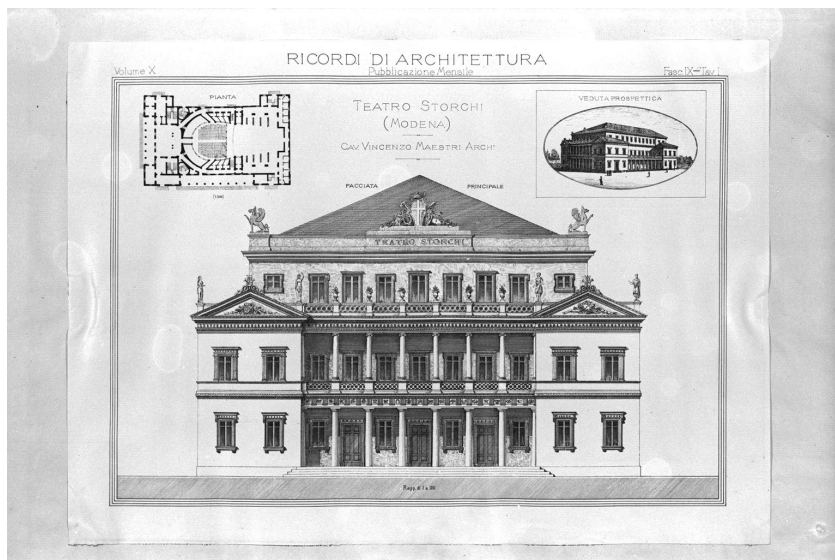 RICORDI DI ARCHITETTURA
Volume X
Pubblicazione Mensile
Fasc. IX — Tav. I.
PIANTA
TEATRO STORCHI
(MODENA)
CAV. VINCENZO MAESTRI ARCH.
VEDUTA PROSPETTICA
FACCIATA PRINCIPALE
TEATRO STORCHI
Rapp. di 1 a 100